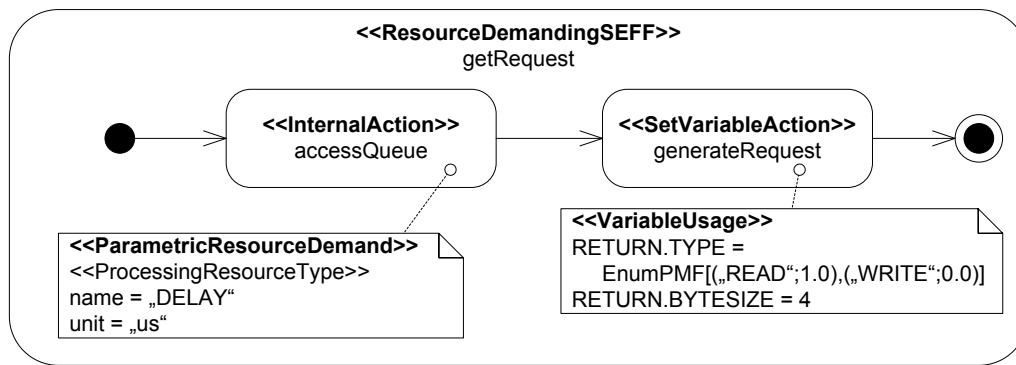 <<ResourceDemandingSEFF>>
getRequest
<<InternalAction>>
accessQueue
<<SetVariableAction>>
generateRequest
<<ParametricResourceDemand>>
<<ProcessingResourceType>>
name = „DELAY“
unit = „us“
<<VariableUsage>>
RETURN.TYPE =
EnumPMF[(„READ“;1.0),(„WRITE“;0.0)]
RETURN.BYTESIZE = 4